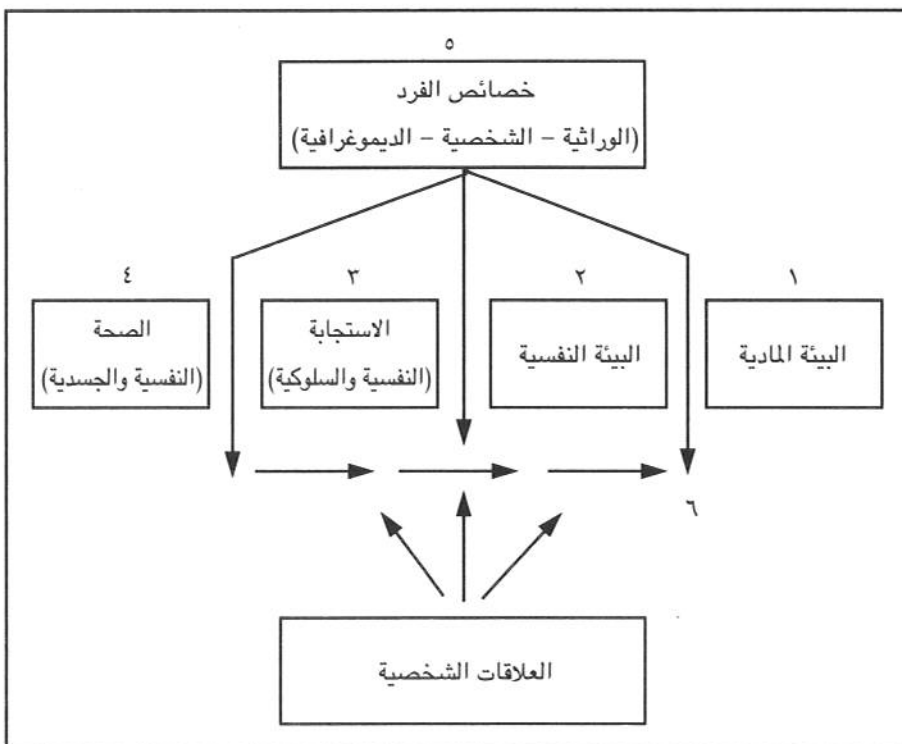 ٥
خصائص الفرد
(الوراثية – الشخصية – الديموغرافية)
١
البيئة المادية
٢
البيئة النفسية
٣
الاستجابة
(النفسية والسلوكية)
٤
الصحة
(النفسية والجسدية)
٦
العلاقات الشخصية